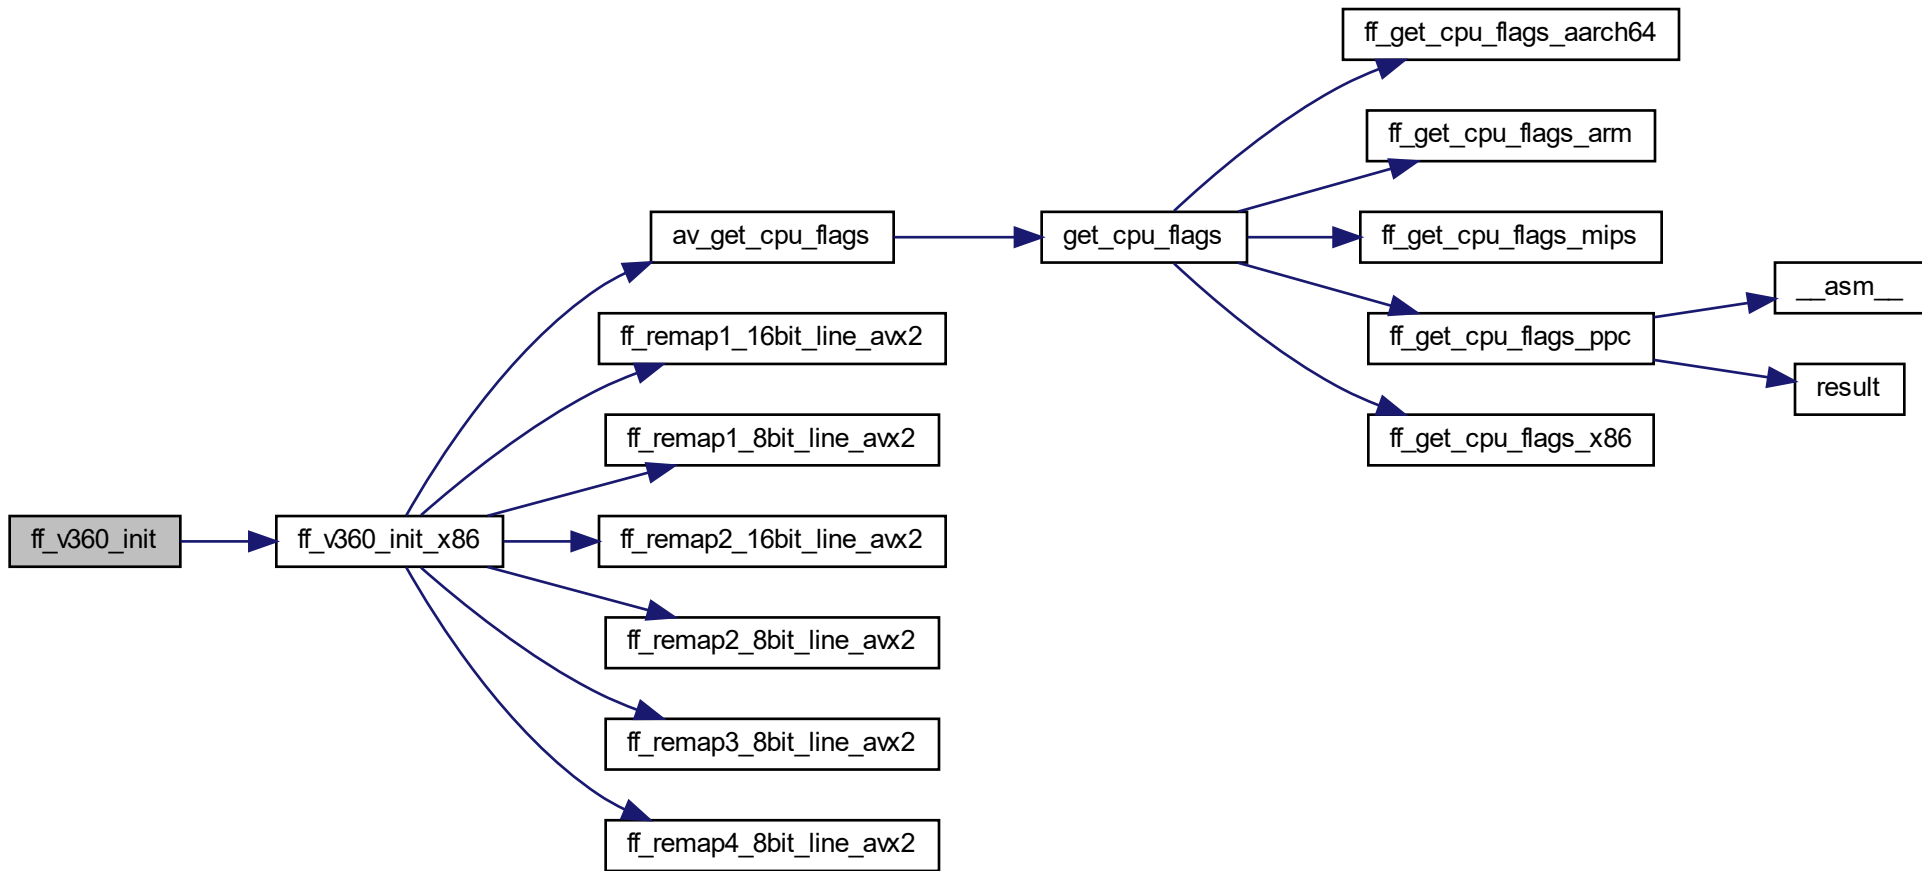 ff_get_cpu_flags_aarch64
ff_get_cpu_flags_arm
av_get_cpu_flags
get_cpu_flags
ff_get_cpu_flags_mips
__asm__
ff_remap1_16bit_line_avx2
ff_get_cpu_flags_ppc
result
ff_remap1_8bit_line_avx2
ff_get_cpu_flags_x86
ff_v360_init
ff_v360_init_x86
ff_remap2_16bit_line_avx2
ff_remap2_8bit_line_avx2
ff_remap3_8bit_line_avx2
ff_remap4_8bit_line_avx2